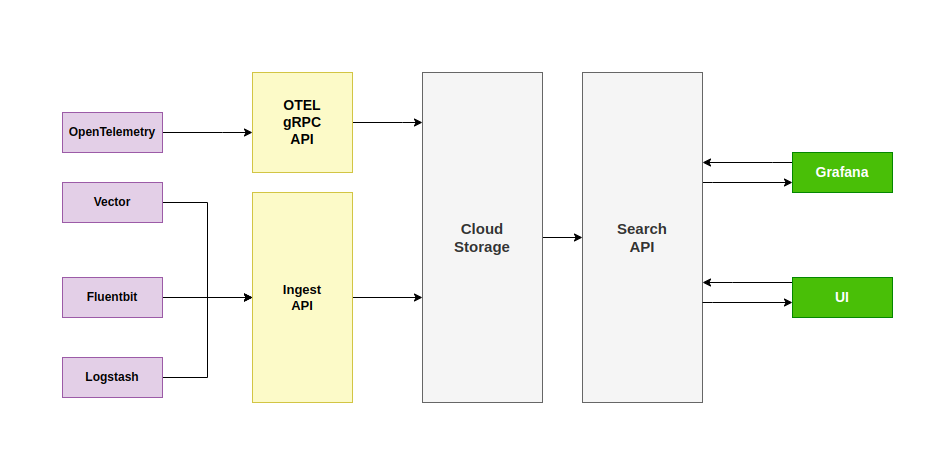 OpenTelemetry
Vector
Fluentbit
Logstash
OTEL
gRPC
API
Ingest
API
Cloud
Storage
Search
API
Grafana
UI